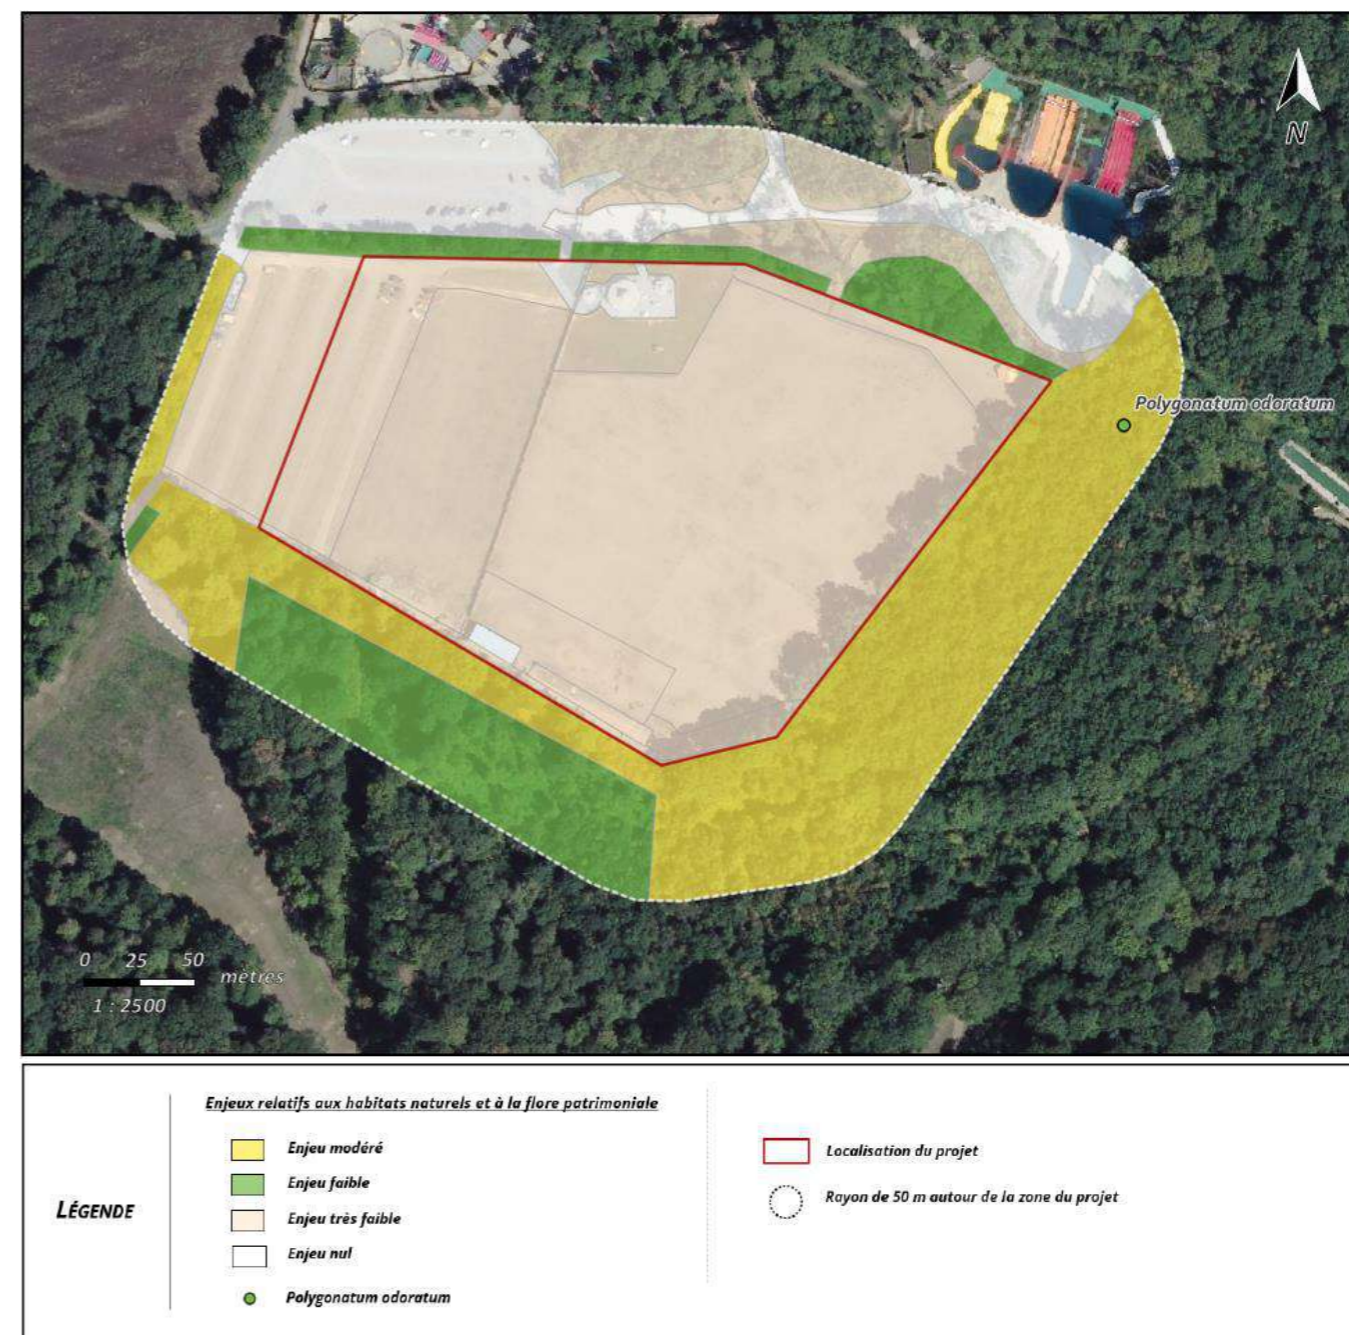 N
Polygonatum odoratum
0 25 50
mètres
1 : 2500
LÉGENDE
Enjeux relatifs aux habitats naturels et à la flore patrimoniale
Enjeu modéré
Enjeu faible
Enjeu très faible
Enjeu nul
Polygonatum odoratum
Localisation du projet
Rayon de 50 m autour de la zone du projet